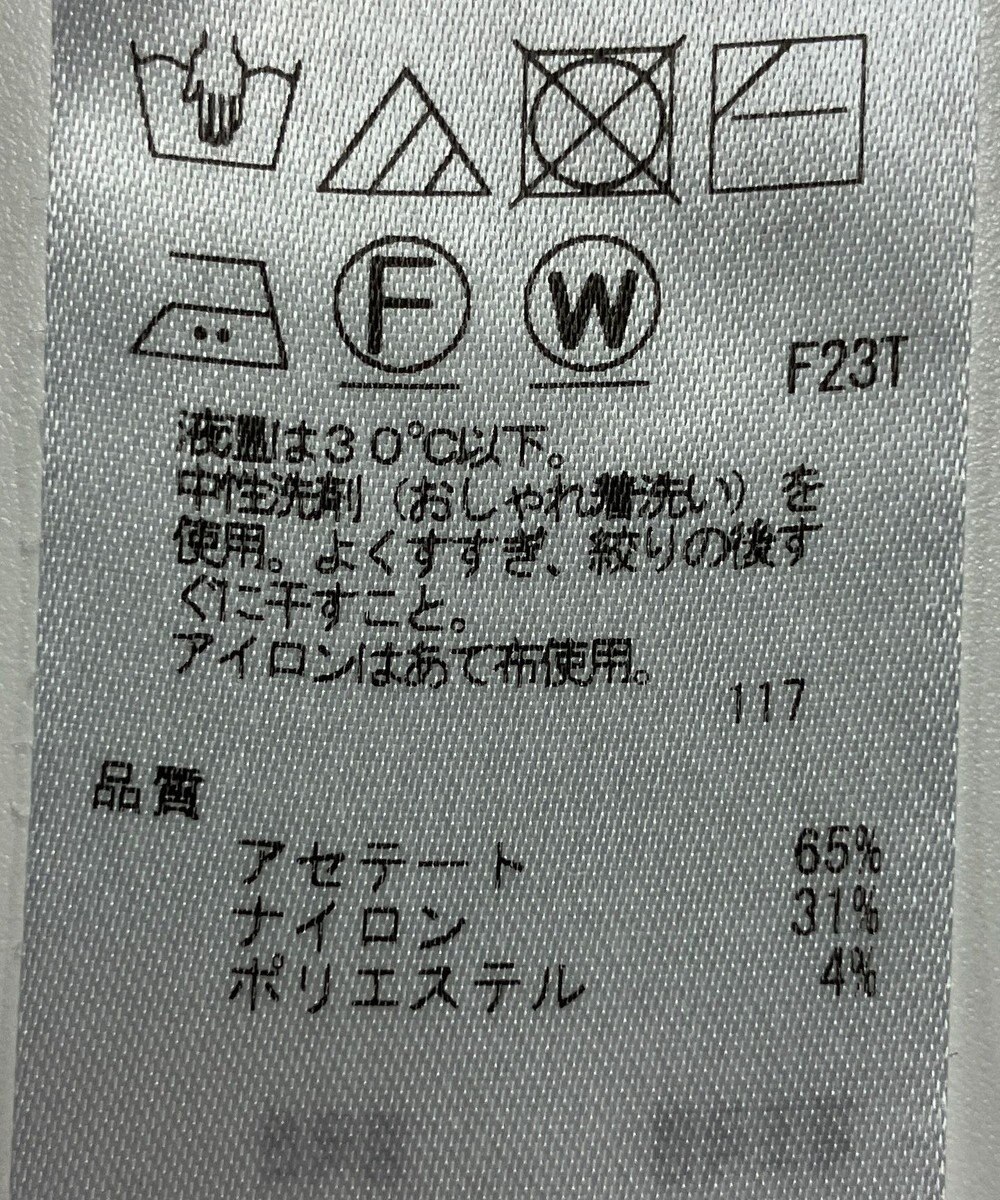 F W
F23T
液温は30℃以下。
中性洗剤(おしゃれ着洗い)を
使用。よくすすぎ、絞りの後す
ぐに干すこと。
アイロンはあて布使用。
117
品質
アセテート 65%
ナイロン 31%
ポリエステル 4%